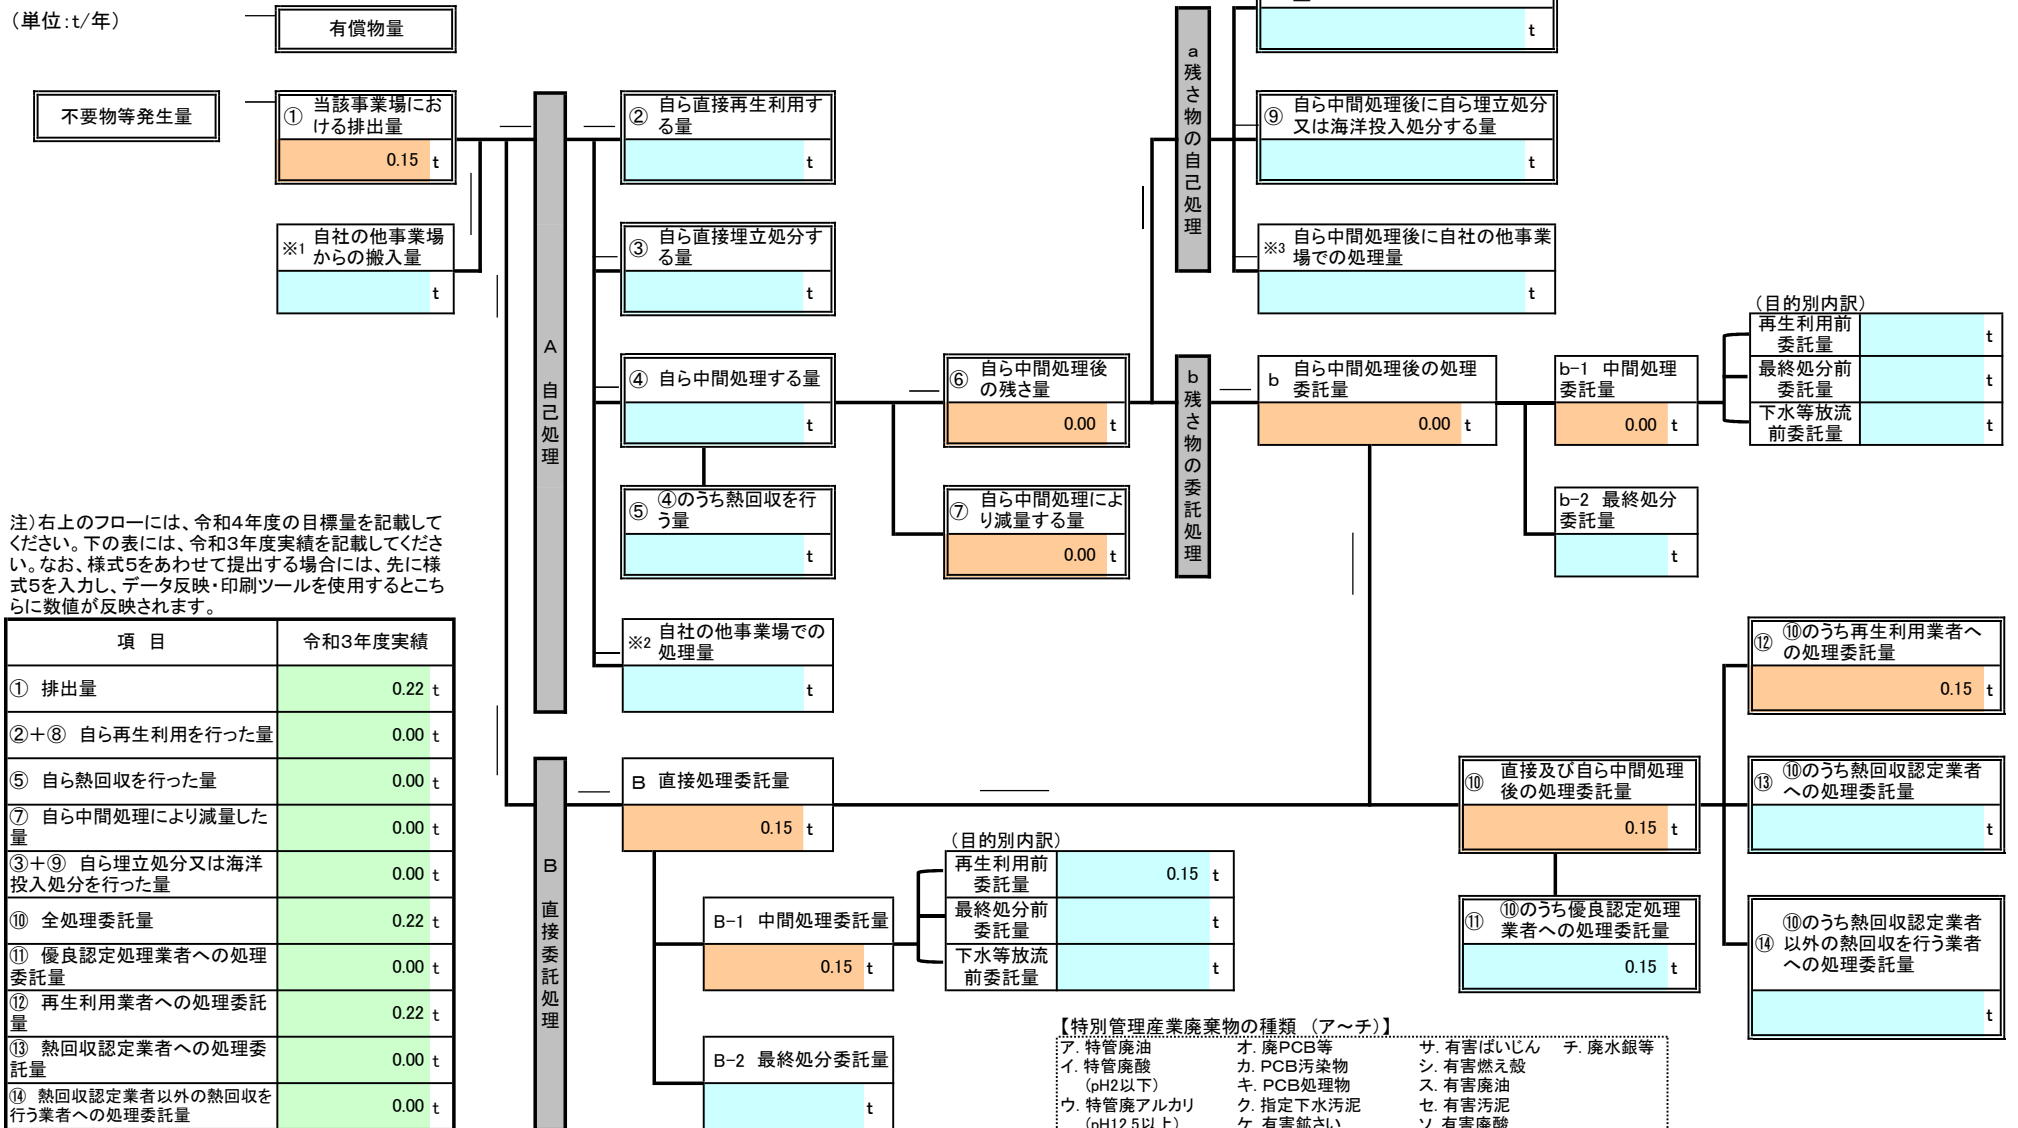 (単位:t/年)
有償物量
t
不要物等発生量
① 当該事業場にお
ける排出量
0.15 t
※1 自社の他事業場
からの搬入量
t
A 自己処理
② 自ら直接再生利用す
る量
t
③ 自ら直接埋立処分す
る量
t
④ 自ら中間処理する量
t
⑤ ④のうち熱回収を行
う量
t
※2 自社の他事業場での
処理量
t
⑥ 自ら中間処理後
の残さ量
0.00 t
⑦ 自ら中間処理によ
り減量する量
0.00 t
a残さ物の自己処理
⑨ 自ら中間処理後に自ら埋立処分
又は海洋投入処分する量
t
※3 自ら中間処理後に自社の他事業
場での処理量
t
b残さ物の委託処理
b 自ら中間処理後の処理
委託量
0.00 t
b-1 中間処理
委託量
0.00 t
b-2 最終処分
委託量
t
(目的別内訳)
再生利用前
委託量
t
最終処分前
委託量
t
下水等放流
前委託量
t
注)右上のフローには、令和4年度の目標量を記載して
ください。下の表には、令和3年度実績を記載してくださ
い。なお、様式5をあわせて提出する場合には、先に様
式5を入力し、データ反映・印刷ツールを使用するとこち
らに数値が反映されます。
項 目 令和3年度実績
① 排出量 0.22 t
②+⑧ 自ら再生利用を行った量 0.00 t
⑤ 自ら熱回収を行った量 0.00 t
⑦ 自ら中間処理により減量した
量 0.00 t
③+⑨ 自ら埋立処分又は海洋
投入処分を行った量 0.00 t
⑩ 全処理委託量 0.22 t
⑪ 優良認定処理業者への処理
委託量 0.00 t
⑫ 再生利用業者への処理委託
量 0.22 t
⑬ 熱回収認定業者への処理委
託量 0.00 t
⑭ 熱回収認定業者以外の熱回収を
行う業者への処理委託量 0.00 t
B 直接委託処理
B 直接処理委託量
0.15 t
B-1 中間処理委託量
0.15 t
B-2 最終処分委託量
t
(目的別内訳)
再生利用前
委託量
0.15 t
最終処分前
委託量
t
下水等放流
前委託量
t
⑩ 直接及び自ら中間処理
後の処理委託量
0.15 t
⑪ ⑩のうち優良認定処理
業者への処理委託量
0.15 t
⑫ ⑩のうち再生利用業者へ
の処理委託量
0.15 t
⑬ ⑩のうち熱回収認定業者
への処理委託量
t
⑭ ⑩のうち熱回収認定業者
以外の熱回収を行う業者
への処理委託量
t
【特別管理産業廃棄物の種類 (ア~チ)】
ア. 特管廃油 オ. 廃PCB等 サ. 有害ばいじん チ. 廃水銀等
イ. 特管廃酸 カ. PCB汚染物 シ. 有害燃え殻
(pH2以下) キ. PCB処理物 ス. 有害廃油
ウ. 特管廃アルカリ ク. 指定下水汚泥 セ. 有害汚泥
(pH12.5以上) ケ. 有害鉱さい ソ. 有害廃酸